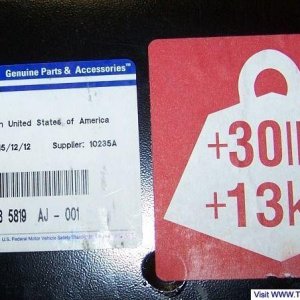 Genuine Parts & Accessories
United States of America
5/12/12 Supplier: 10235A
5819 AJ - 001
U.S. Federal Motor Vehicle Safety
+30l
+13k
Visit WWW.T